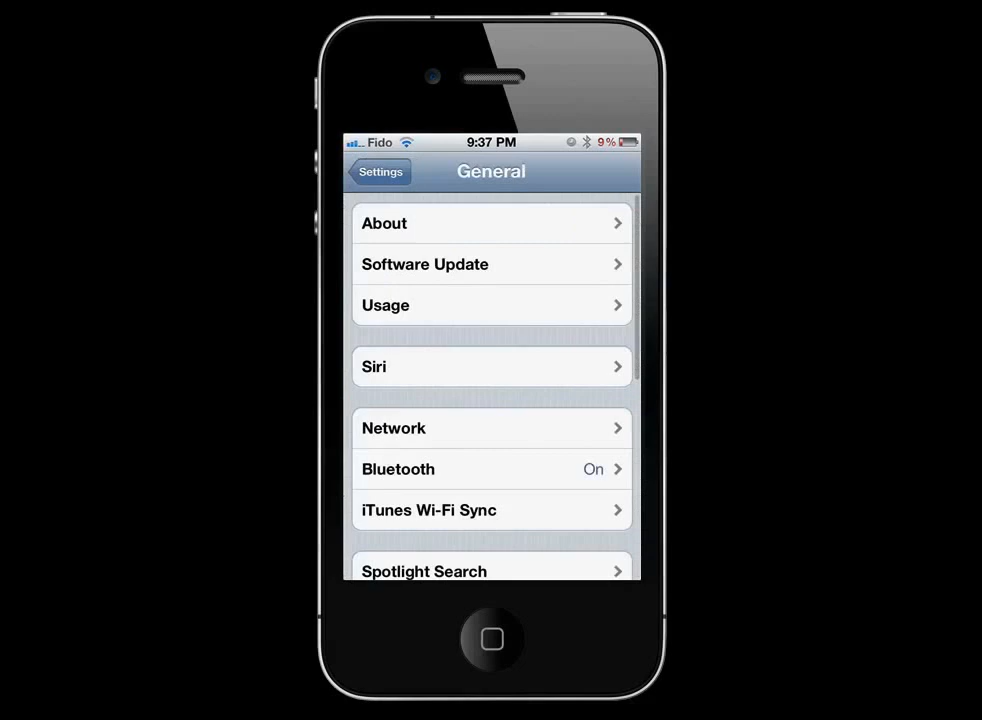 Fido 9:37 PM 9%
Settings General
About
Software Update
Usage
Siri
Network
Bluetooth On
iTunes Wi-Fi Sync
Spotlight Search